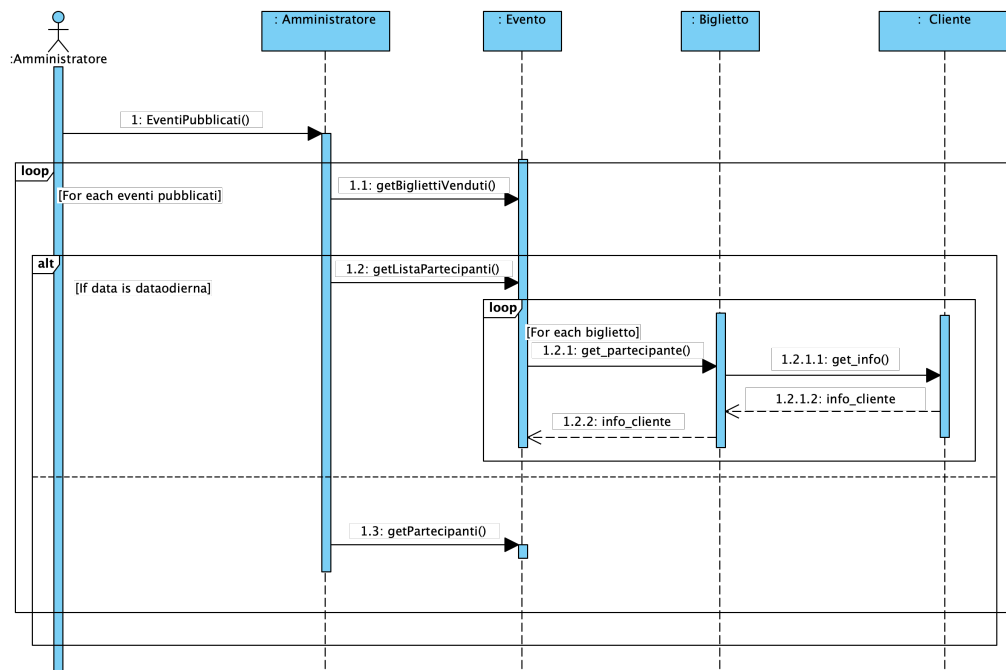 : Amministratore
: Evento
: Biglietto
: Cliente
:Amministratore
1: EventiPubblicati()
loop
[For each eventi pubblicati]
1.1: getBigliettiVenduti()
alt
[If data is dataodierna]
1.2: getListaPartecipanti()
loop
[For each biglietto]
1.2.1: get_partecipante()
1.2.1.1: get_info()
1.2.1.2: info_cliente
1.2.2: info_cliente
1.3: getPartecipanti()